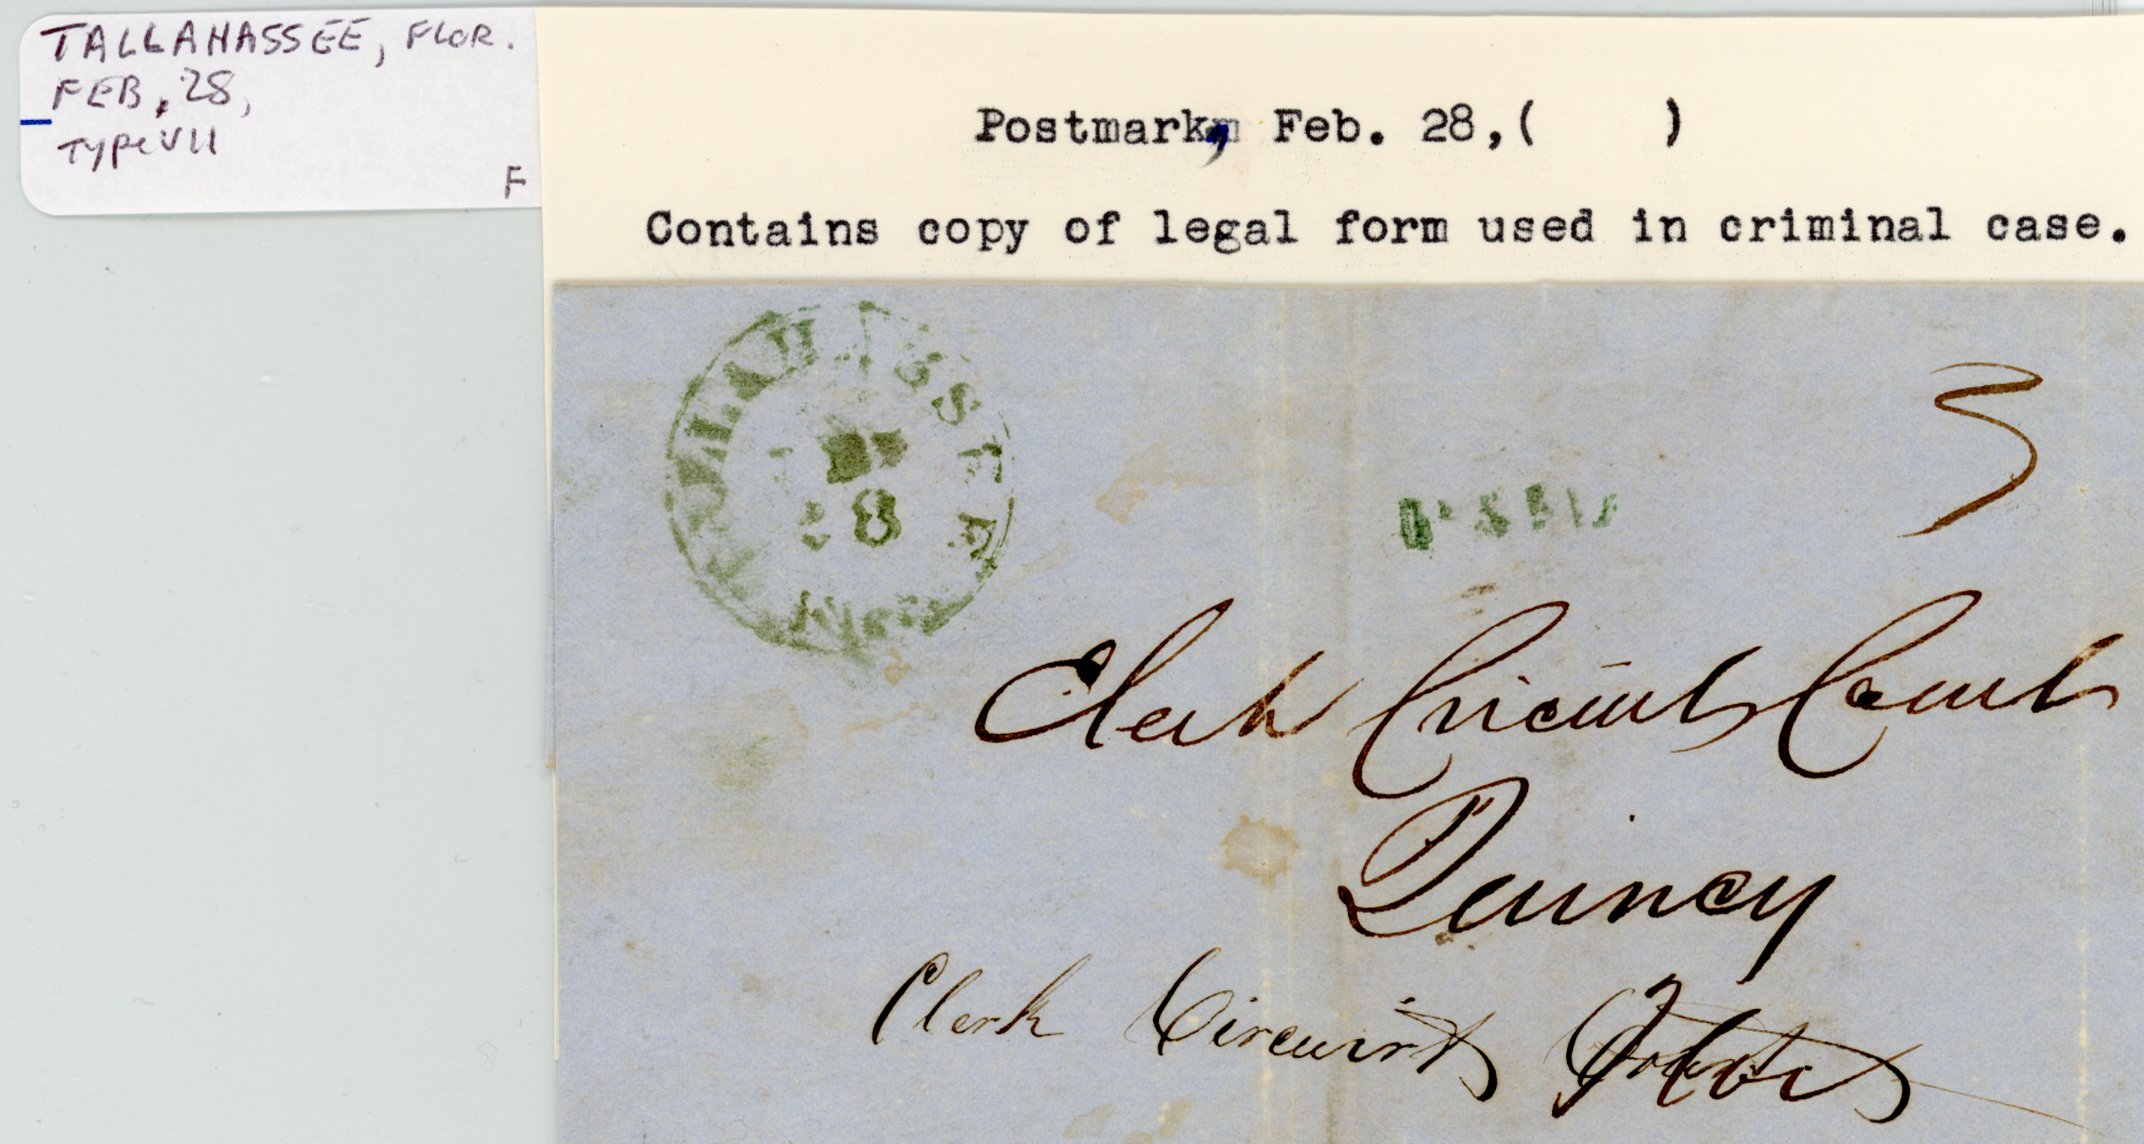 TALLAHASSEE, FLOR.
FEB. 28,
TYPE VII
F
Postmark, Feb. 28,( )
Contains copy of legal form used in criminal case.
TALLAHASSEE
28
3
Clerk Circuit Court
Quincy
Clerk Circuit